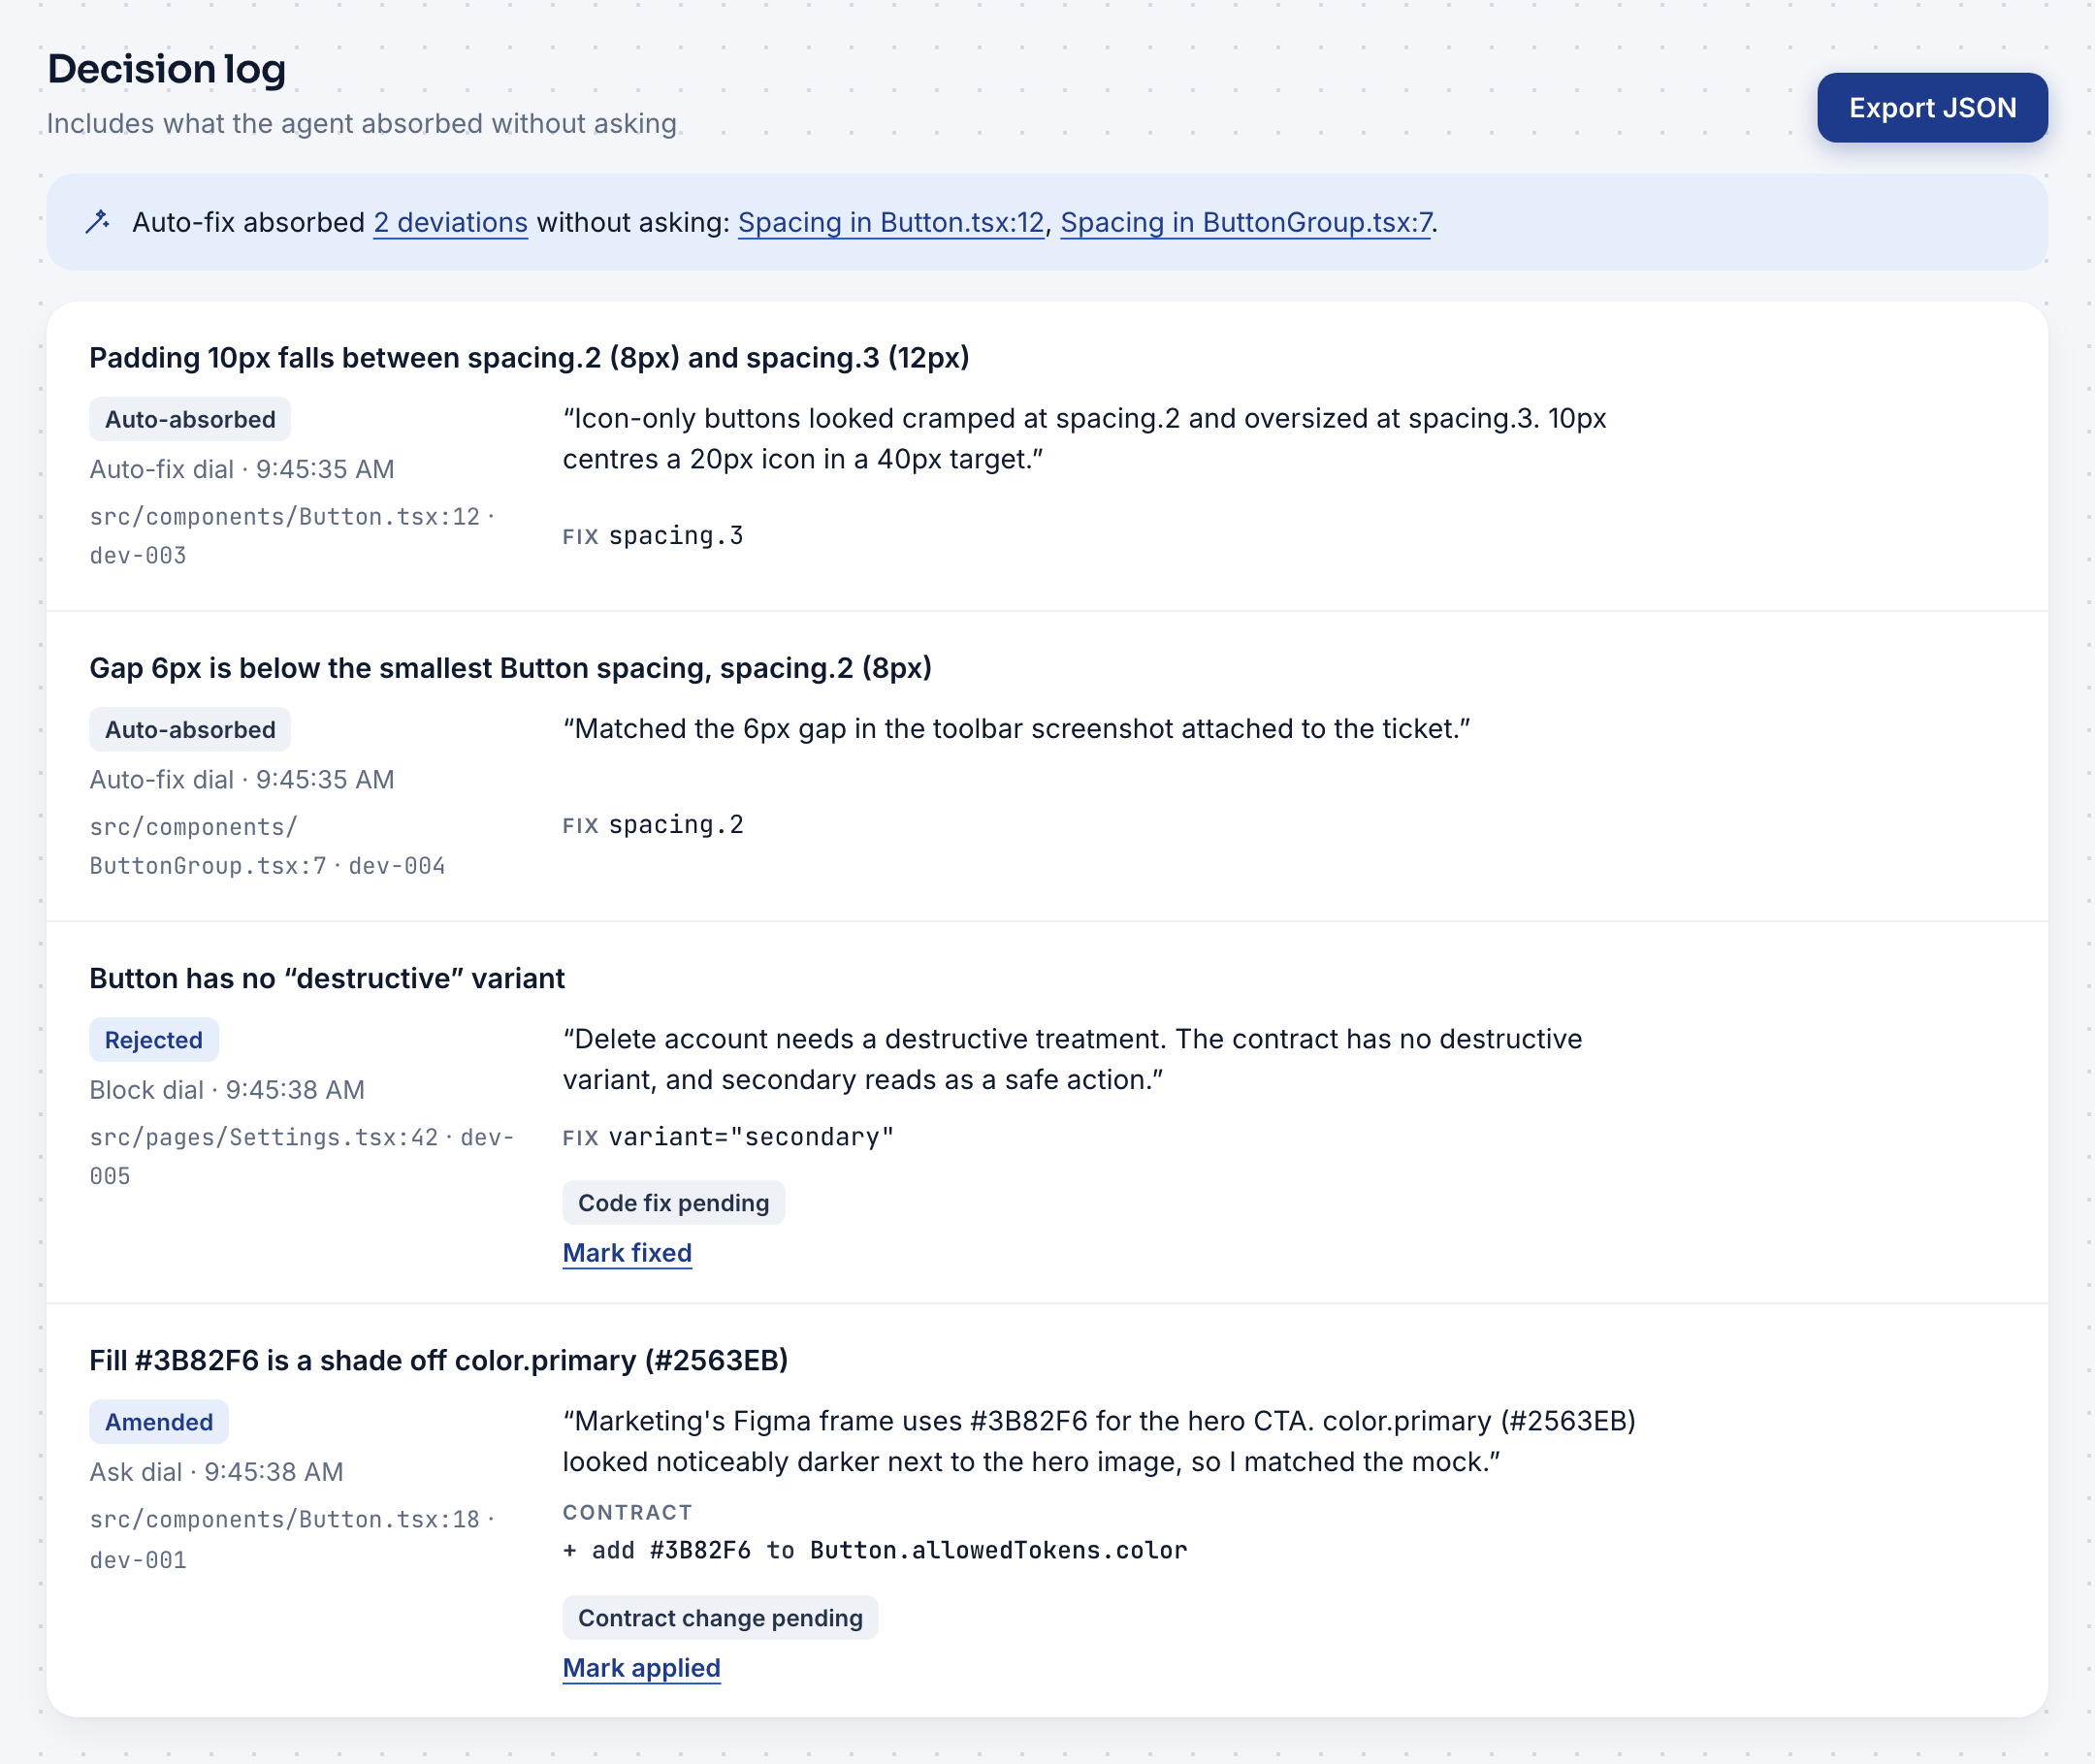 Decision log
Includes what the agent absorbed without asking
Export JSON
Auto-fix absorbed 2 deviations without asking: Spacing in Button.tsx:12, Spacing in ButtonGroup.tsx:7.
Padding 10px falls between spacing.2 (8px) and spacing.3 (12px)
Auto-absorbed
Auto-fix dial · 9:45:35 AM
src/components/Button.tsx:12 ·
dev-003
“Icon-only buttons looked cramped at spacing.2 and oversized at spacing.3. 10px
centres a 20px icon in a 40px target.”
FIX spacing.3
Gap 6px is below the smallest Button spacing, spacing.2 (8px)
Auto-absorbed
Auto-fix dial · 9:45:35 AM
src/components/
ButtonGroup.tsx:7 · dev-004
“Matched the 6px gap in the toolbar screenshot attached to the ticket.”
FIX spacing.2
Button has no “destructive” variant
Rejected
Block dial · 9:45:38 AM
src/pages/Settings.tsx:42 · dev-
005
“Delete account needs a destructive treatment. The contract has no destructive
variant, and secondary reads as a safe action.”
FIX variant="secondary"
Code fix pending
Mark fixed
Fill #3B82F6 is a shade off color.primary (#2563EB)
Amended
Ask dial · 9:45:38 AM
src/components/Button.tsx:18 ·
dev-001
“Marketing's Figma frame uses #3B82F6 for the hero CTA. color.primary (#2563EB)
looked noticeably darker next to the hero image, so I matched the mock.”
CONTRACT
+ add #3B82F6 to Button.allowedTokens.color
Contract change pending
Mark applied